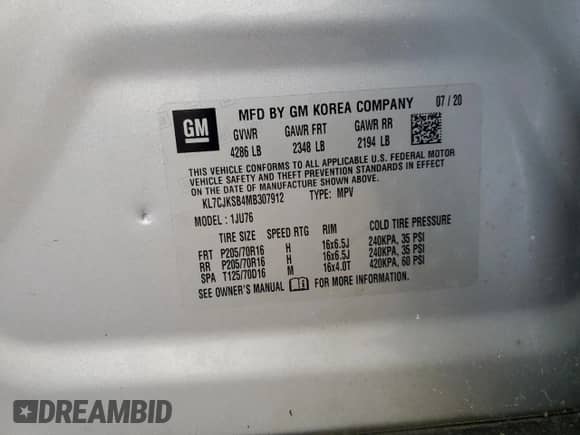 GM
MFD BY GM KOREA COMPANY 07 / 20
GVWR GAWR FRT GAWR RR
4286 LB 2348 LB 2194 LB
THIS VEHICLE CONFORMS TO ALL APPLICABLE U.S. FEDERAL MOTOR
VEHICLE SAFETY AND THEFT PREVENTION STANDARDS IN EFFECT
ON THE DATE OF MANUFACTURE SHOWN ABOVE.
KL7CJKSB4MB307912 TYPE: MPV
MODEL : 1JU76
TIRE SIZE SPEED RTG RIM COLD TIRE PRESSURE
FRT P205/70R16 H 16x6.5J 240KPA, 35 PSI
RR P205/70R16 H 16x6.5J 240KPA, 35 PSI
SPA T125/70D16 M 16x4.0T 420KPA, 60 PSI
SEE OWNER'S MANUAL FOR MORE INFORMATION
DREAMBID